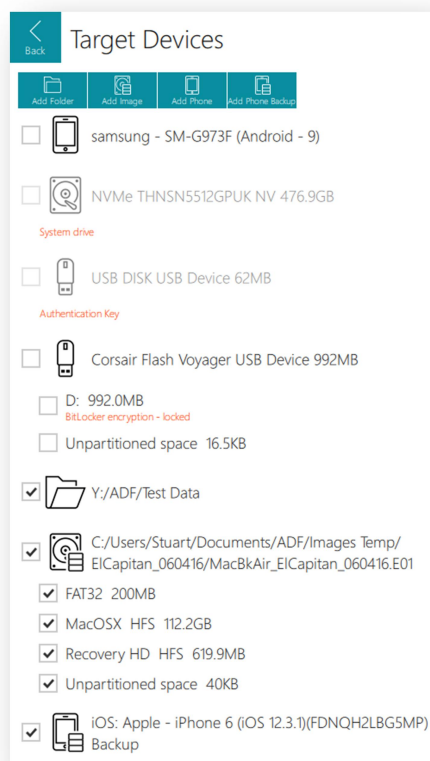 Back
Target Devices
Add Folder
Add Image
Add Phone
Add Phone Backup
samsung - SM-G973F (Android - 9)
NVMe THNSN5512GPUK NV 476.9GB
System drive
USB DISK USB Device 62MB
Authentication Key
Corsair Flash Voyager USB Device 992MB
D: 992.0MB
BitLocker encryption - locked
Unpartitioned space 16.5KB
Y:/ADF/Test Data
C:/Users/Stuart/Documents/ADF/Images Temp/
ElCapitan_060416/MacBkAir_ElCapitan_060416.E01
FAT32 200MB
MacOSX HFS 112.2GB
Recovery HD HFS 619.9MB
Unpartitioned space 40KB
iOS: Apple - iPhone 6 (iOS 12.3.1)(FDNQH2LBG5MP)
Backup